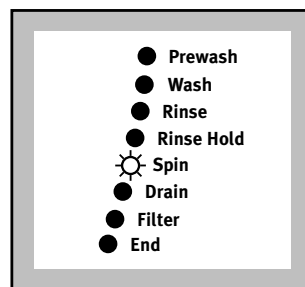 Prewash
Wash
Rinse
Rinse Hold
Spin
Drain
Filter
End